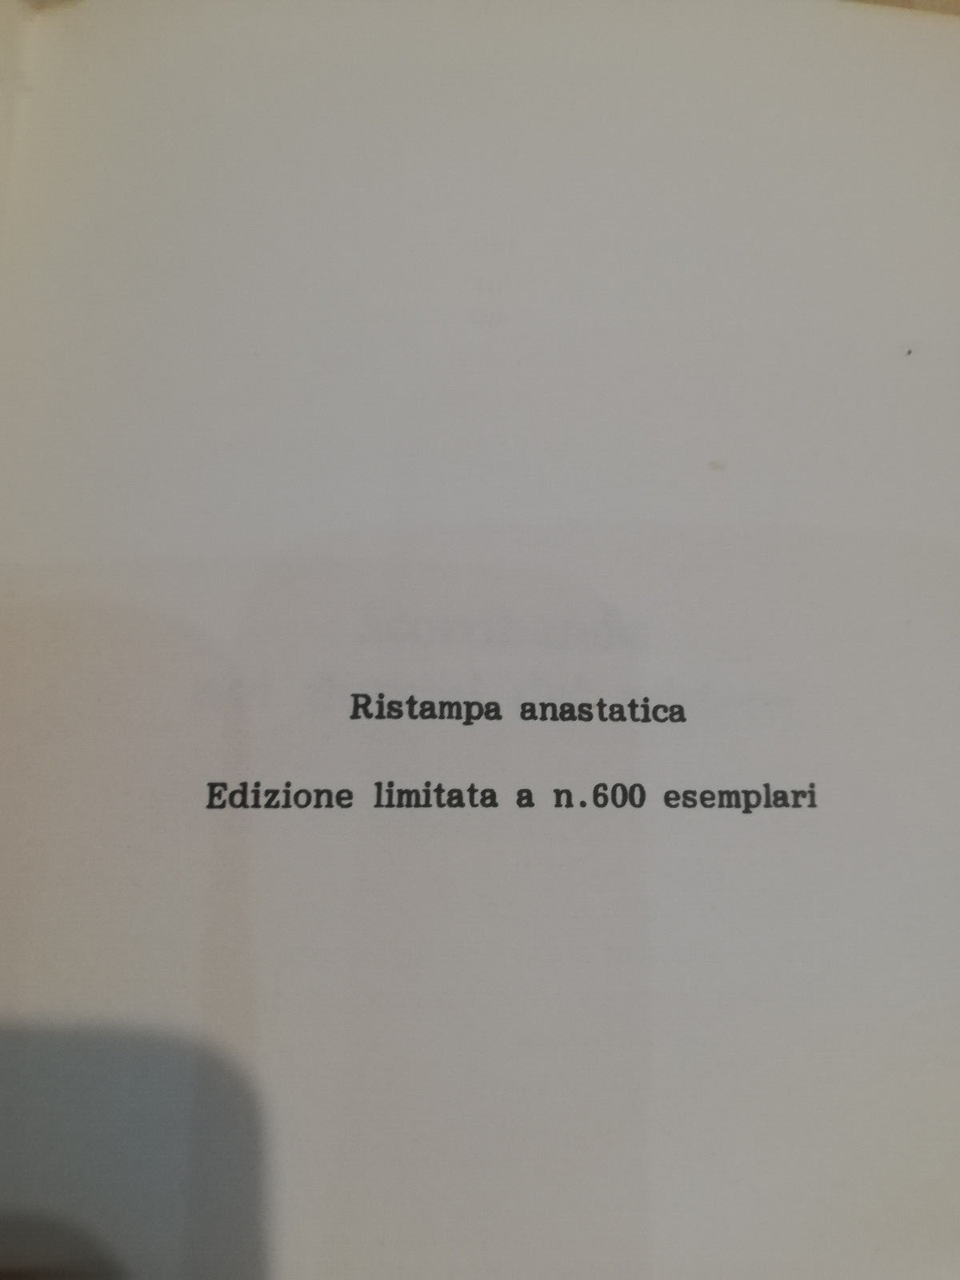 Ristampa anastatica
Edizione limitata a n.600 esemplari